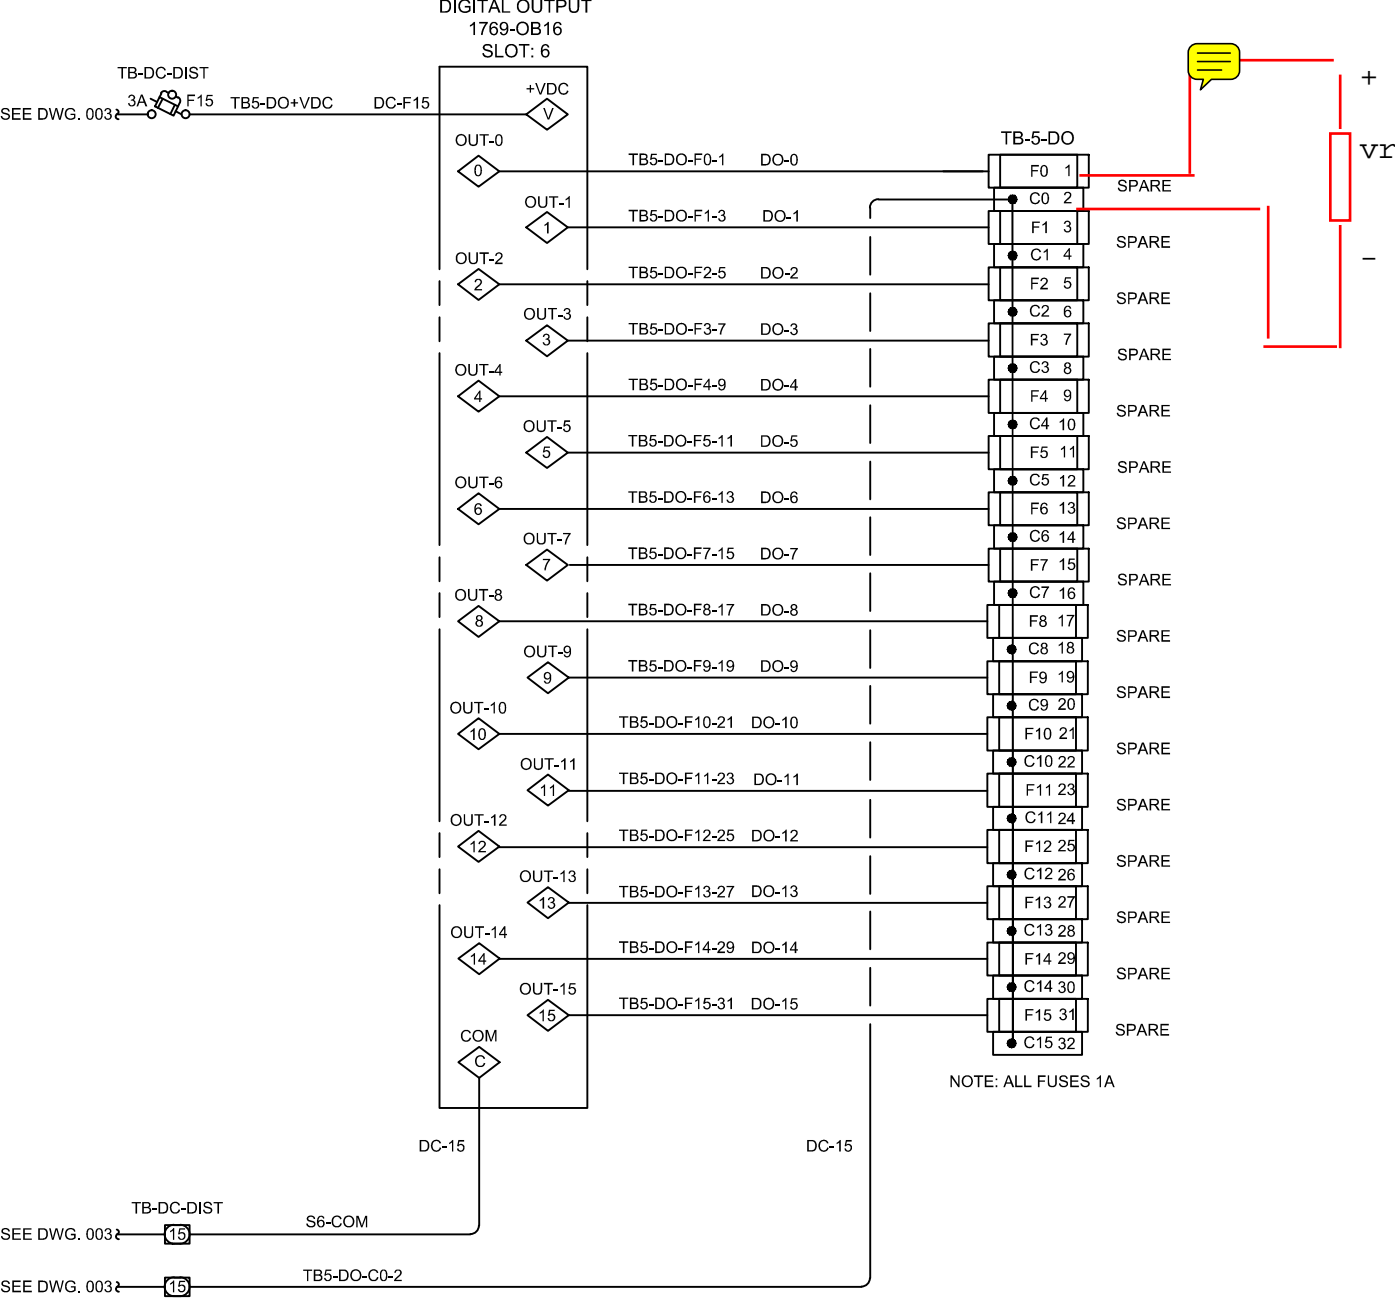 DIGITAL OUTPUT
1769-OB16
SLOT: 6
TB-DC-DIST
3A F15 TB5-DO+VDC DC-F15 +VDC
SEE DWG. 003 V
OUT-0
0 TB5-DO-F0-1 DO-0
OUT-1
1 TB5-DO-F1-3 DO-1
OUT-2
2 TB5-DO-F2-5 DO-2
OUT-3
3 TB5-DO-F3-7 DO-3
OUT-4
4 TB5-DO-F4-9 DO-4
OUT-5
5 TB5-DO-F5-11 DO-5
OUT-6
6 TB5-DO-F6-13 DO-6
OUT-7
7 TB5-DO-F7-15 DO-7
OUT-8
8 TB5-DO-F8-17 DO-8
OUT-9
9 TB5-DO-F9-19 DO-9
OUT-10
10 TB5-DO-F10-21 DO-10
OUT-11
11 TB5-DO-F11-23 DO-11
OUT-12
12 TB5-DO-F12-25 DO-12
OUT-13
13 TB5-DO-F13-27 DO-13
OUT-14
14 TB5-DO-F14-29 DO-14
OUT-15
15 TB5-DO-F15-31 DO-15
COM
C
TB-5-DO
F0 1
SPARE
C0 2
F1 3
SPARE
C1 4
F2 5
SPARE
C2 6
F3 7
SPARE
C3 8
F4 9
SPARE
C4 10
F5 11
SPARE
C5 12
F6 13
SPARE
C6 14
F7 15
SPARE
C7 16
F8 17
SPARE
C8 18
F9 19
SPARE
C9 20
F10 21
SPARE
C10 22
F11 23
SPARE
C11 24
F12 25
SPARE
C12 26
F13 27
SPARE
C13 28
F14 29
SPARE
C14 30
F15 31
SPARE
C15 32
NOTE: ALL FUSES 1A
+
vr
-
DC-15 DC-15
TB-DC-DIST
SEE DWG. 003 15 S6-COM
SEE DWG. 003 15 TB5-DO-C0-2